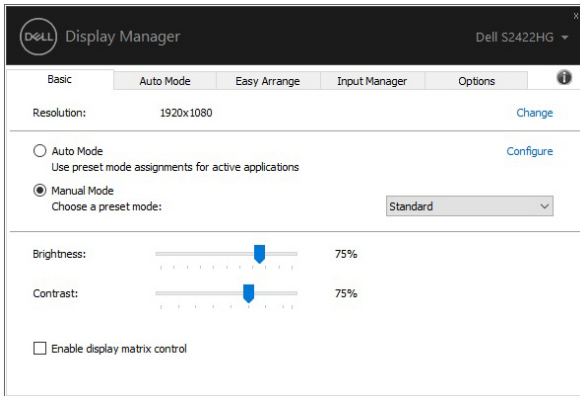 DELL Display Manager
Dell S2422HG
x
Basic Auto Mode Easy Arrange Input Manager Options i
Resolution: 1920x1080 Change
Auto Mode Configure
Use preset mode assignments for active applications
Manual Mode
Choose a preset mode: Standard
Brightness: 75%
Contrast: 75%
Enable display matrix control